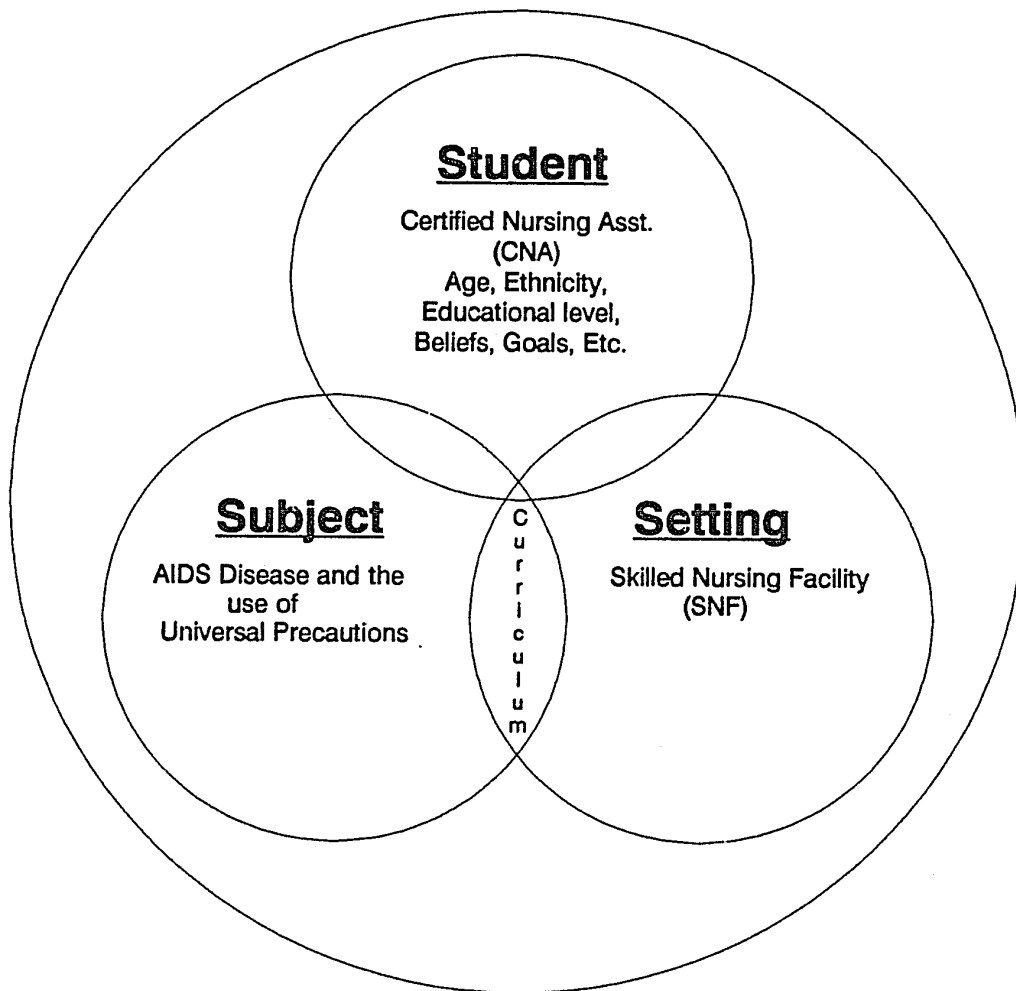 Student
Certified Nursing Asst.
(CNA)
Age, Ethnicity,
Educational level,
Beliefs, Goals, Etc.
Subject
AIDS Disease and the
use of
Universal Precautions
Curriculum
Setting
Skilled Nursing Facility
(SNF)